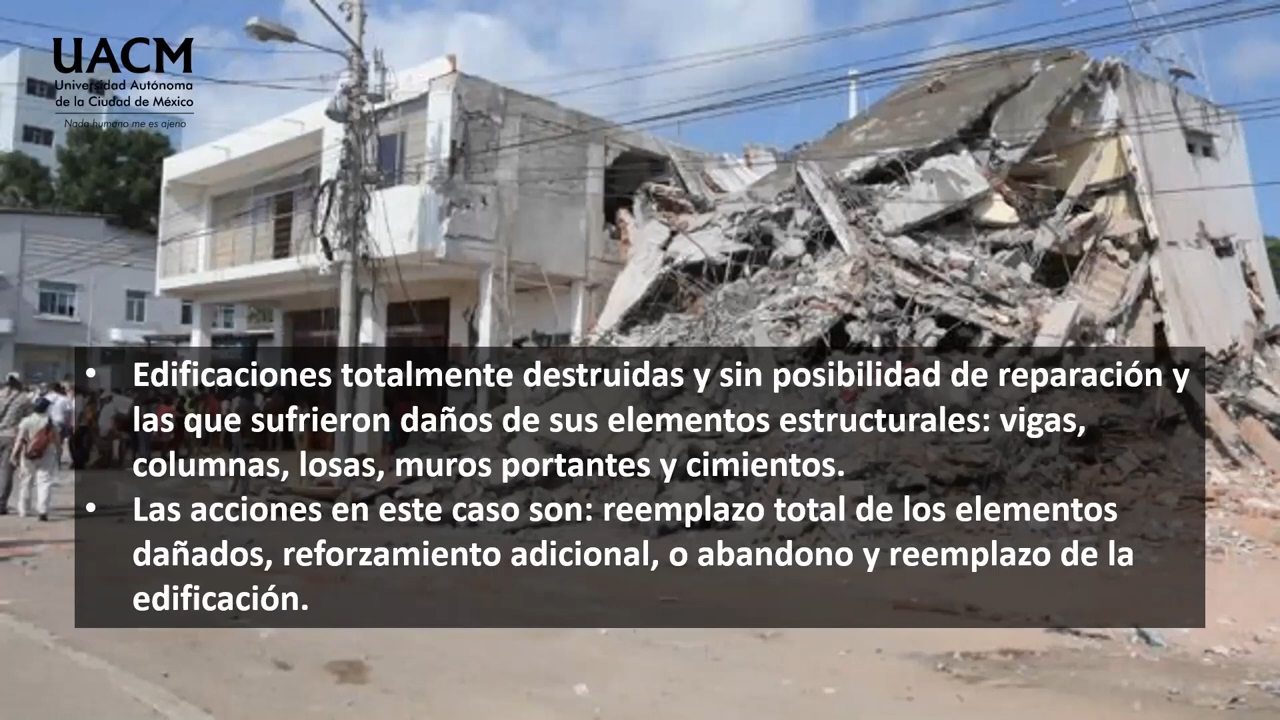 UACM
Universidad Autónoma
de la Ciudad de México
Nada humano me es ajeno
• Edificaciones totalmente destruidas y sin posibilidad de reparación y
las que sufrieron daños de sus elementos estructurales: vigas,
columnas, losas, muros portantes y cimientos.
• Las acciones en este caso son: reemplazo total de los elementos
dañados, reforzamiento adicional, o abandono y reemplazo de la
edificación.